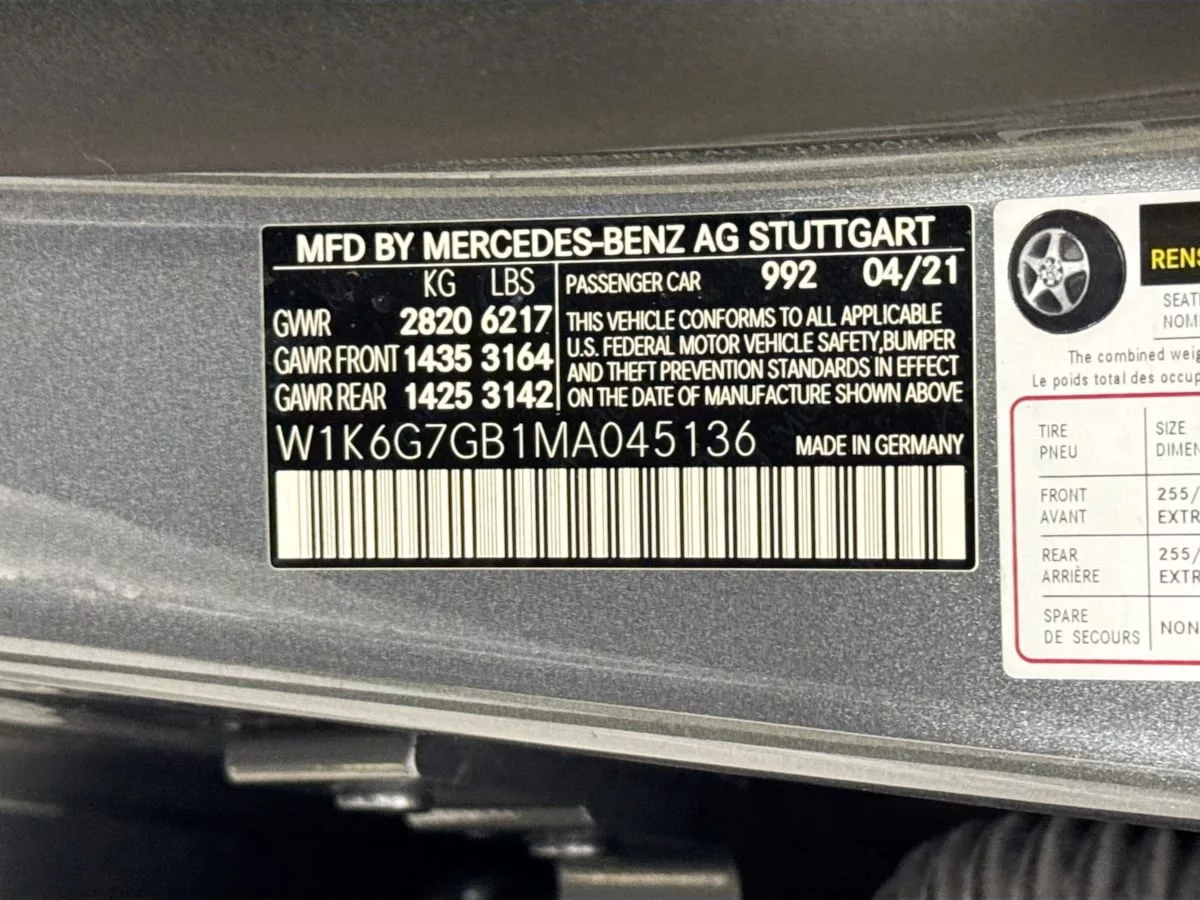 MFD BY MERCEDES-BENZ AG STUTTGART
KG LBS
GVWR 2820 6217
GAWR FRONT 1435 3164
GAWR REAR 1425 3142
PASSENGER CAR 992 04/21
THIS VEHICLE CONFORMS TO ALL APPLICABLE
U.S. FEDERAL MOTOR VEHICLE SAFETY,BUMPER
AND THEFT PREVENTION STANDARDS IN EFFECT
ON THE DATE OF MANUFACTURE SHOWN ABOVE
W1K6G7GB1MA045136 MADE IN GERMANY
The combined
Le poids total des
TIRE SIZE
PNEU
FRONT 255/
AVANT
REAR 255/
ARRIÈRE
SPARE
DE SECOURS